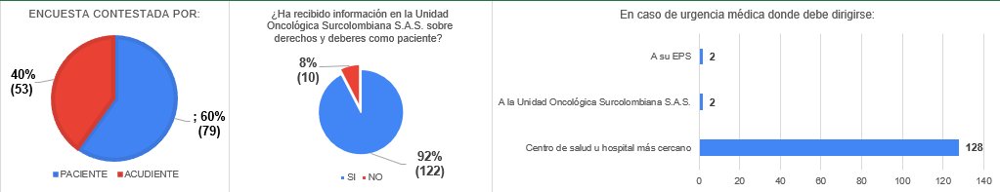 ENCUESTA CONTESTADA POR:
40%
(53)
; 60%
(79)
PACIENTE ACUDIENTE
¿Ha recibido información en la Unidad
Oncológica Surcolombiana S.A.S. sobre
derechos y deberes como paciente?
8%
(10)
92%
(122)
SI NO
En caso de urgencia médica donde debe dirigirse:
A su EPS 2
A la Unidad Oncológica Surcolombiana S.A.S. 2
Centro de salud u hospital más cercano 128
0 20 40 60 80 100 120 140